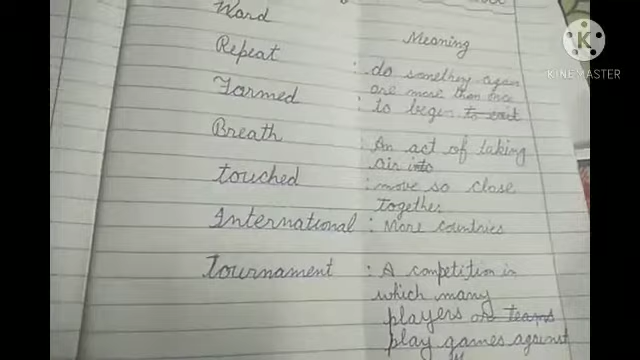 Word
Meaning
KINEMASTER
Repeat : do somethey again
are more than once
Formed : to begin to exist
Breath : An act of taking
air into
touched : move so close
together
International : More countries
Tournament : A competition in
which many
players or teams
play games against